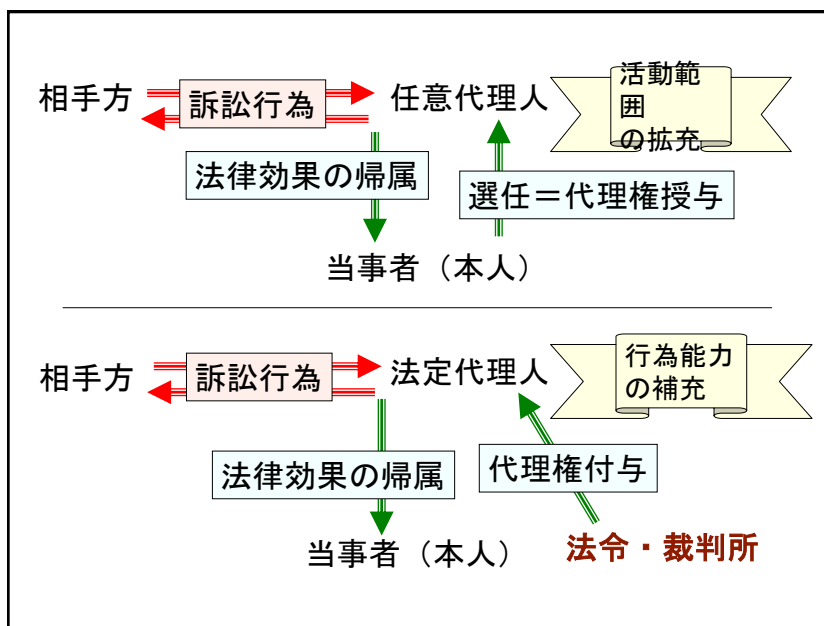 相手方
訴訟行為
任意代理人
活動範
囲
の拡充
法律効果の帰属
選任＝代理権授与
当事者（本人）
相手方
訴訟行為
法定代理人
行為能力
の補充
法律効果の帰属
代理権付与
当事者（本人）
法令・裁判所